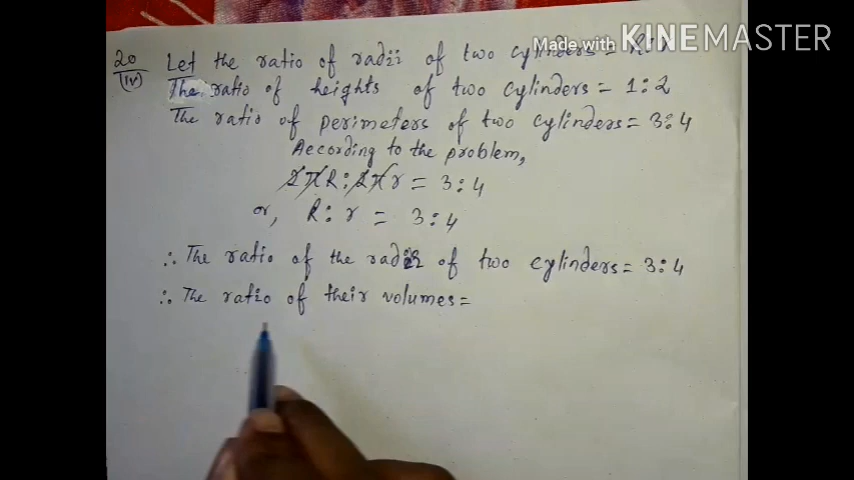 20 Let the ratio of radii of two cylinders = R:r
Made with KINEMASTER
(iv) The ratio of heights of two cylinders = 1:2
The ratio of perimeters of two cylinders = 3:4
According to the problem,
2πR:2πr = 3:4
or, R:r = 3:4
∴ The ratio of the radii of two cylinders = 3:4
∴ The ratio of their volumes =